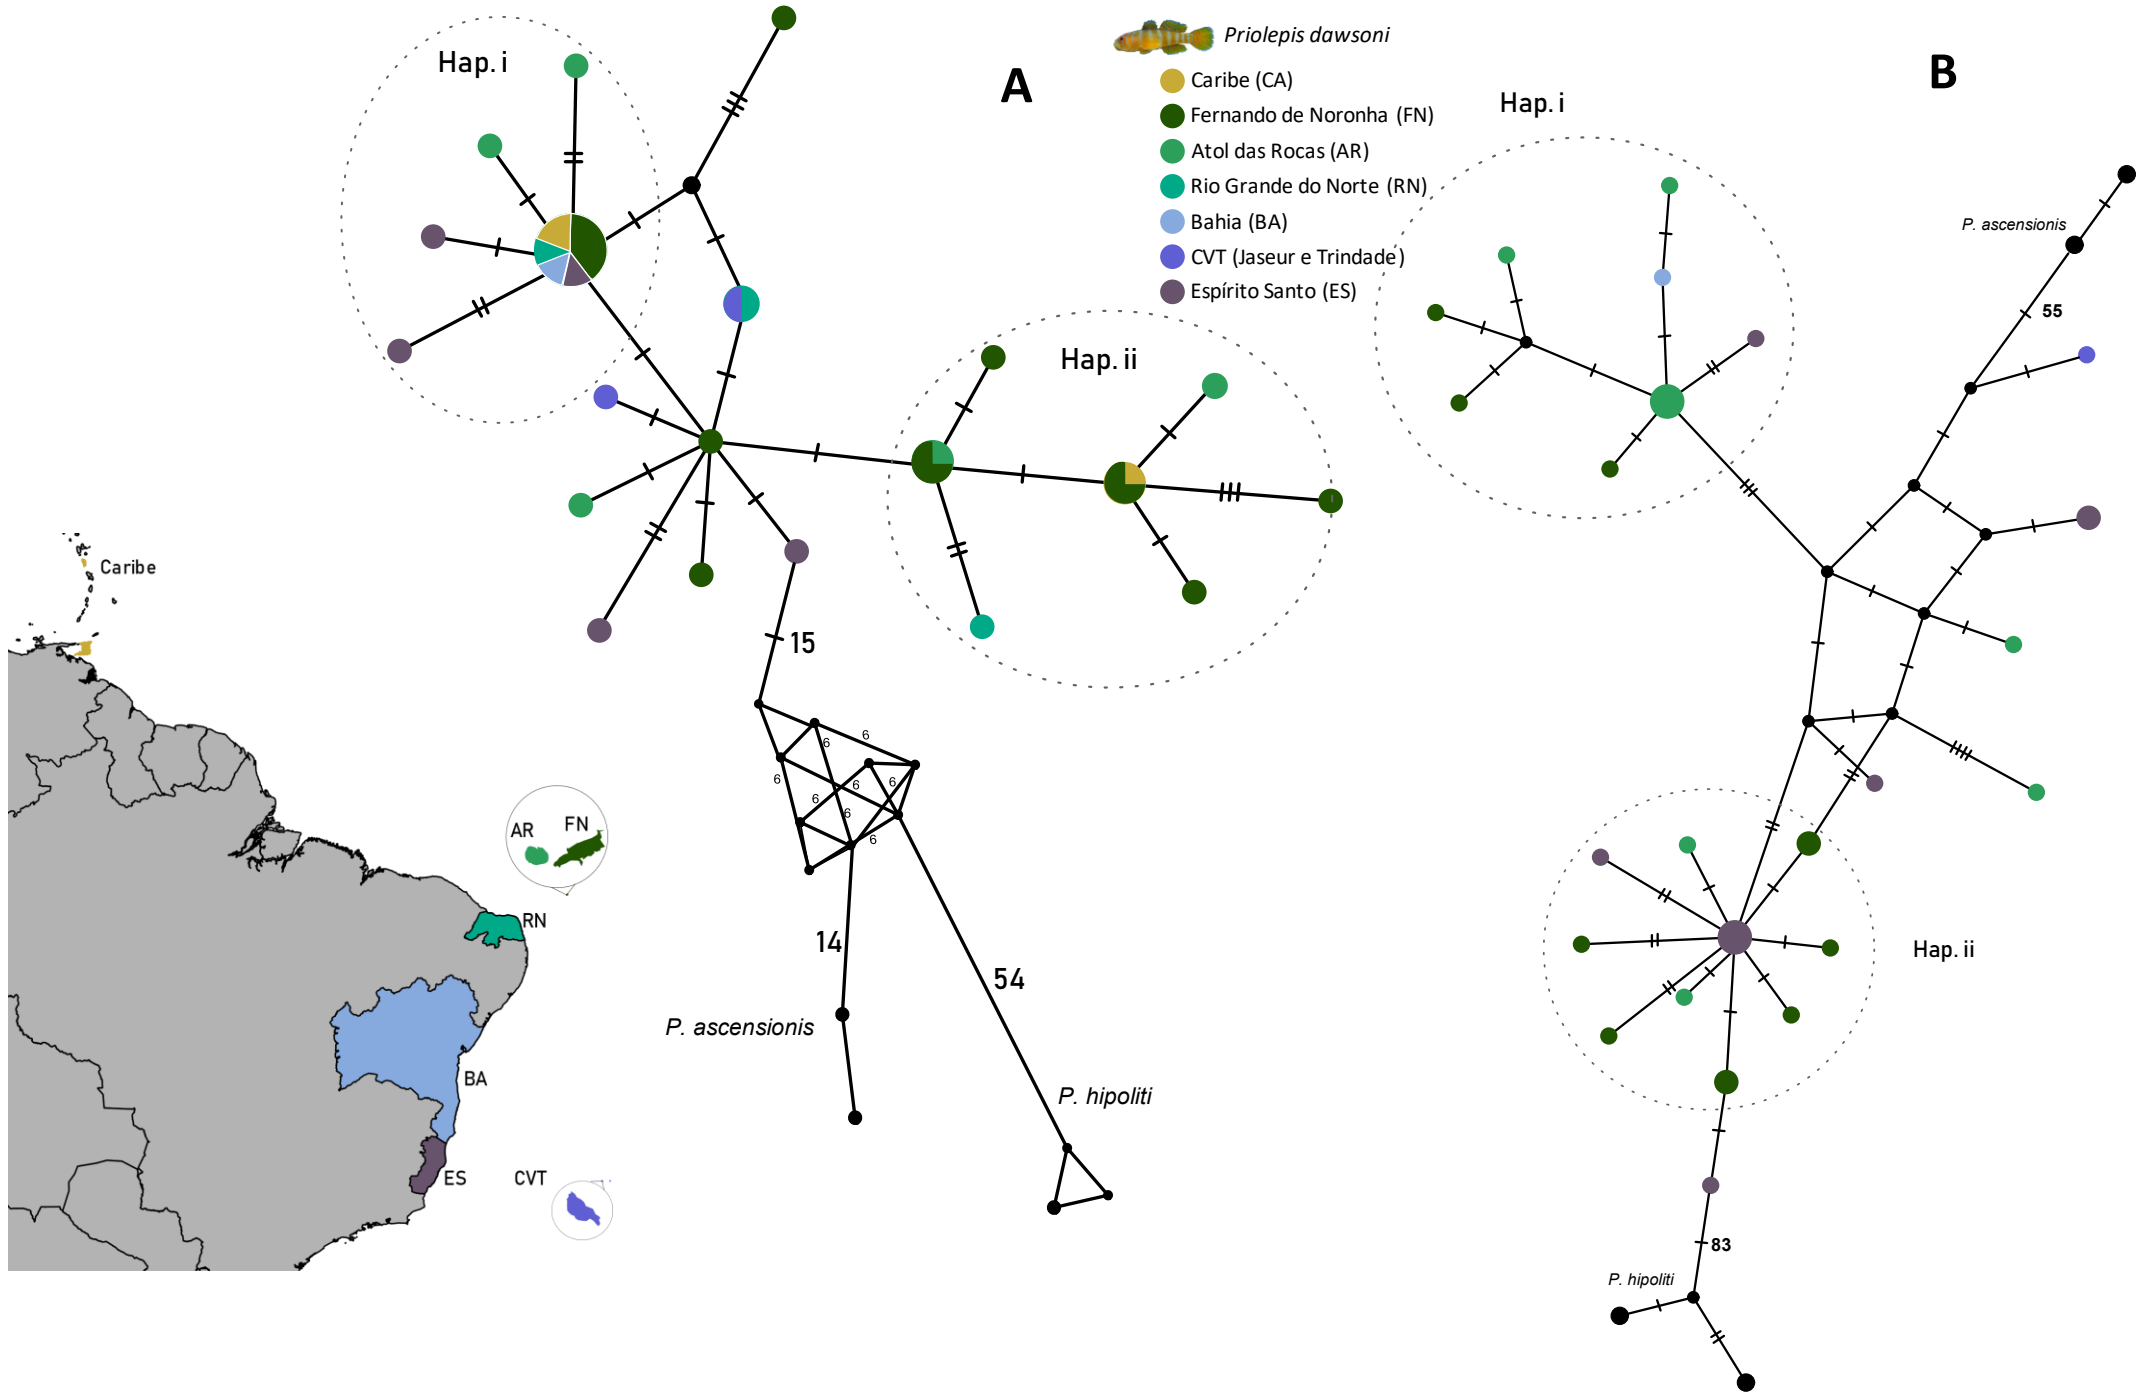 Hap. i
A
Priolepis dawsoni
Caribe (CA)
Fernando de Noronha (FN)
Atol das Rocas (AR)
Rio Grande do Norte (RN)
Bahia (BA)
CVT (Jaseur e Trindade)
Espírito Santo (ES)
B
Hap. i
P. ascensionis
55
Hap. ii
Caribe
15
6
6
6
6
6
6
6
6
AR
FN
RN
14
Hap. ii
54
P. ascensionis
BA
P. hipoliti
ES
CVT
83
P. hipoliti